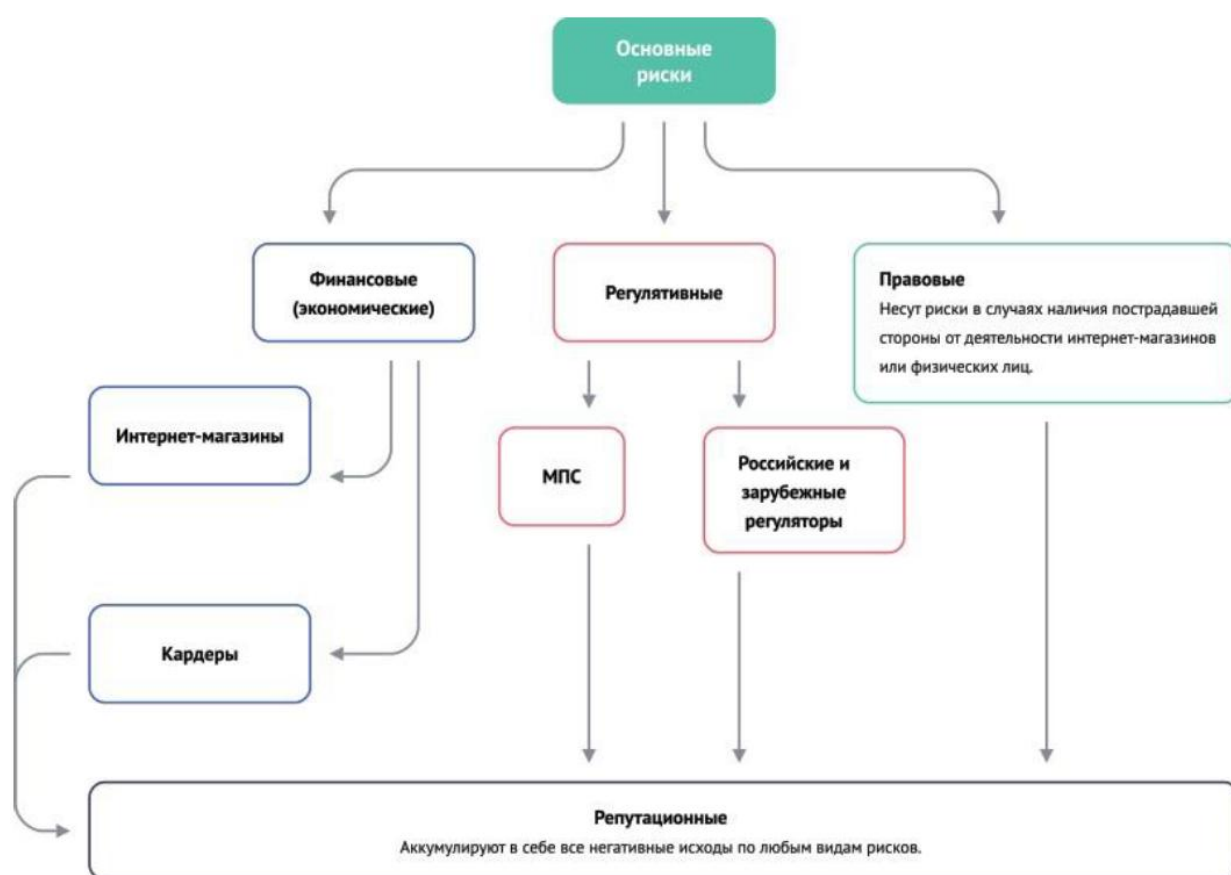 Основные
риски
Финансовые
(экономические)
Регулятивные
Правовые
Несут риски в случаях наличия пострадавшей
стороны от деятельности интернет-магазинов
или физических лиц.
Интернет-магазины
МПС
Российские и
зарубежные
регуляторы
Кардеры
Репутационные
Аккумулируют в себе все негативные исходы по любым видам рисков.